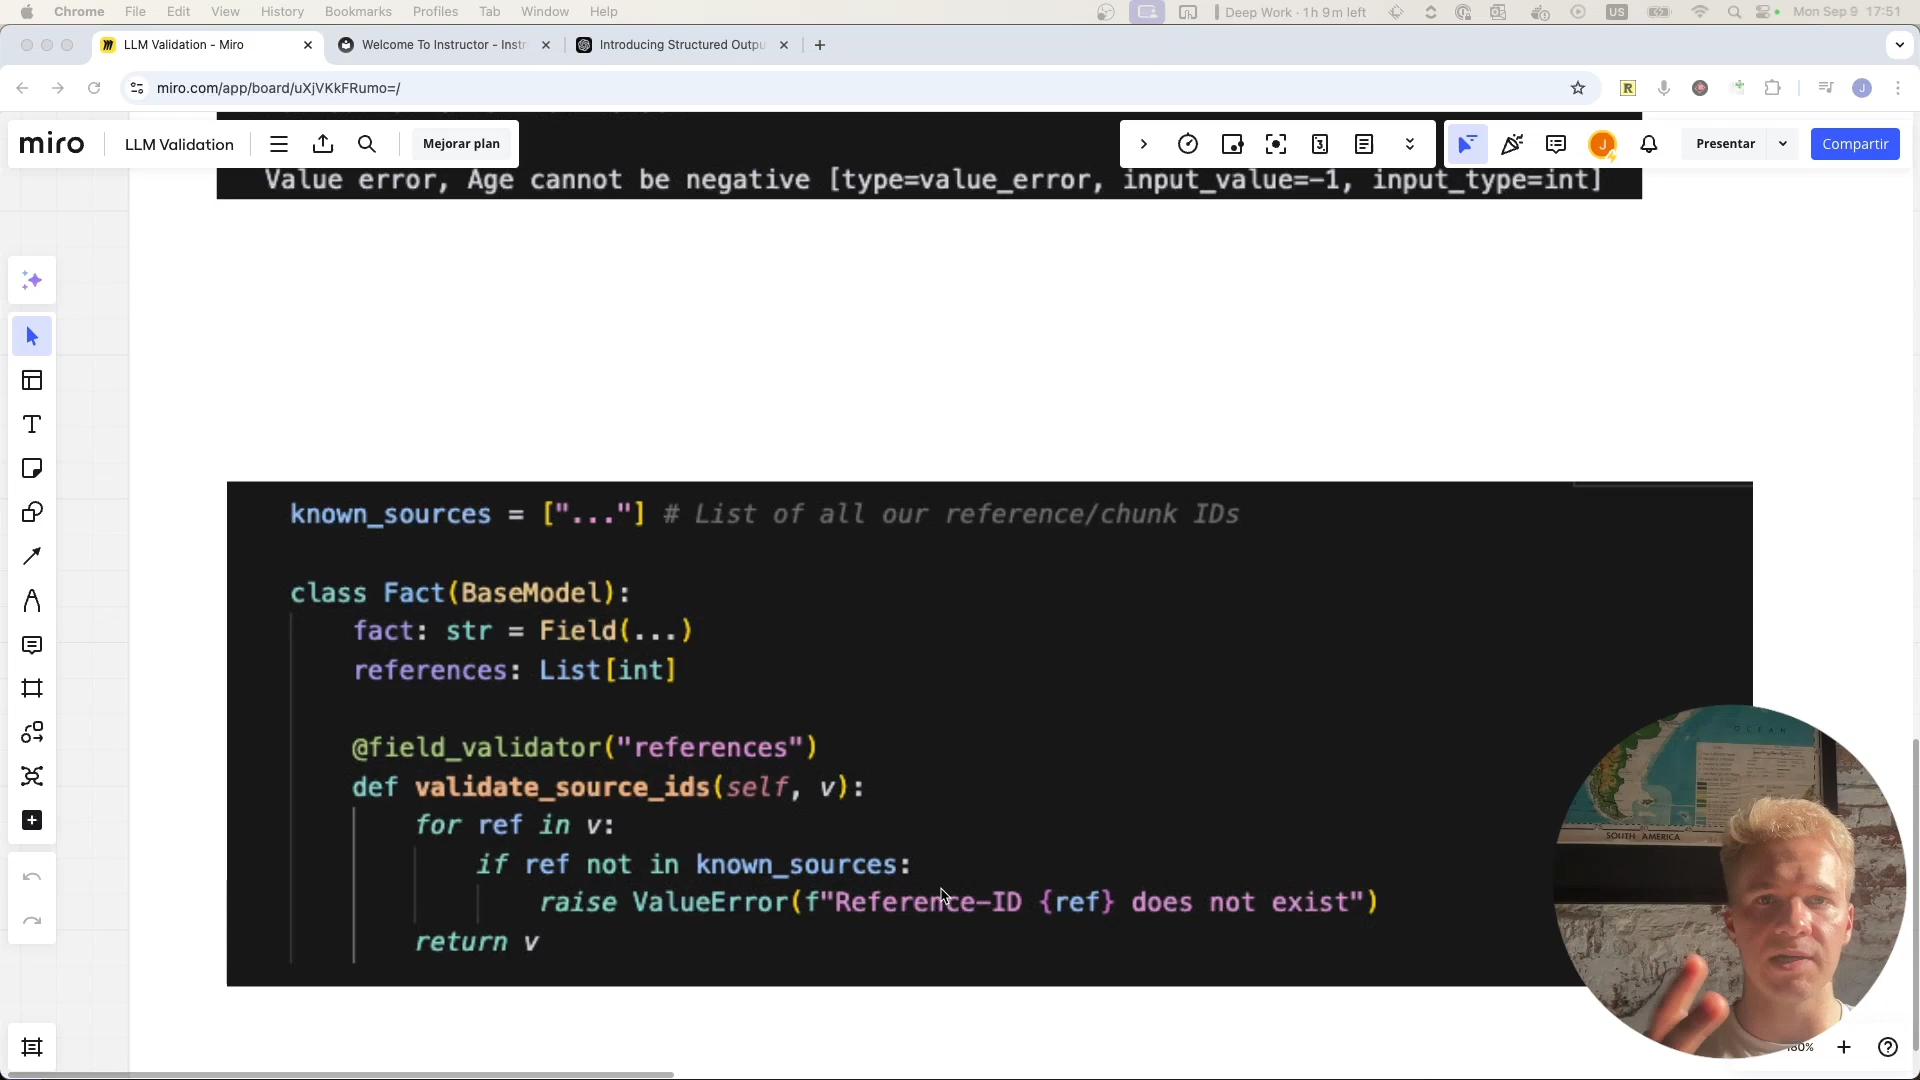 Chrome File Edit View History Bookmarks Profiles Tab Window Help
Deep Work · 1h 9m left
US
Mon Sep 9 17:51
LLM Validation - Miro
Welcome To Instructor - Instr
Introducing Structured Outpu
miro.com/app/board/uXjVKkFRumo=/
R
J
miro
LLM Validation
Mejorar plan
3
J
Presentar
Compartir
Value error, Age cannot be negative [type=value_error, input_value=-1, input_type=int]
known_sources = ["..."] # List of all our reference/chunk IDs
class Fact(BaseModel):
fact: str = Field(...)
references: List[int]
@field_validator("references")
def validate_source_ids(self, v):
for ref in v:
if ref not in known_sources:
raise ValueError(f"Reference-ID {ref} does not exist")
return v
OCEAN
SOUTH AMERICA